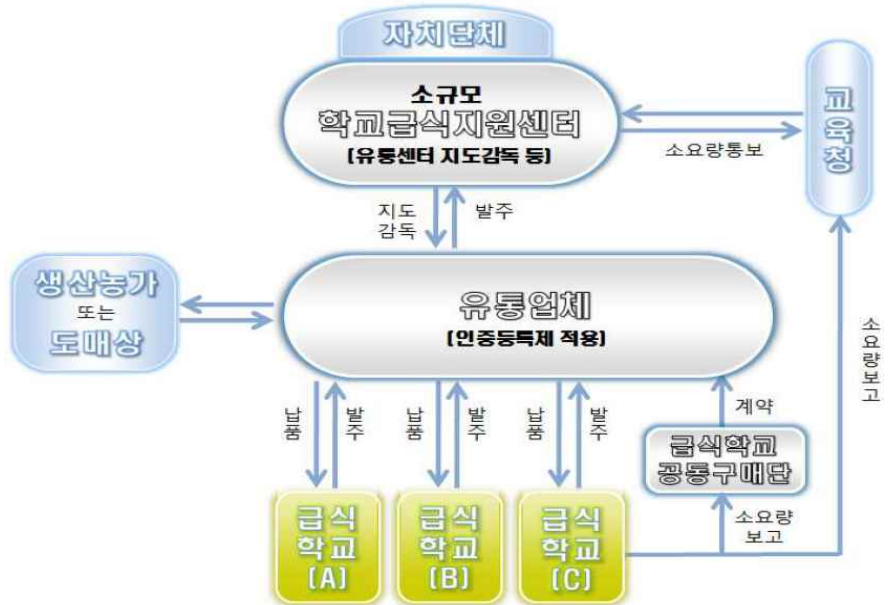 자치단체
소규모
학교급식지원센터
(유통센터 지도감독 등)
교육청
소요량통보
지도
감독
발주
생산농가
또는
도매상
유통업체
(인중등특제 적용)
소요량보고
납품
발주
납품
발주
납품
발주
계약
급식학교
공동구매단
소요량
보고
급식
학교
(A)
급식
학교
(B)
급식
학교
(C)